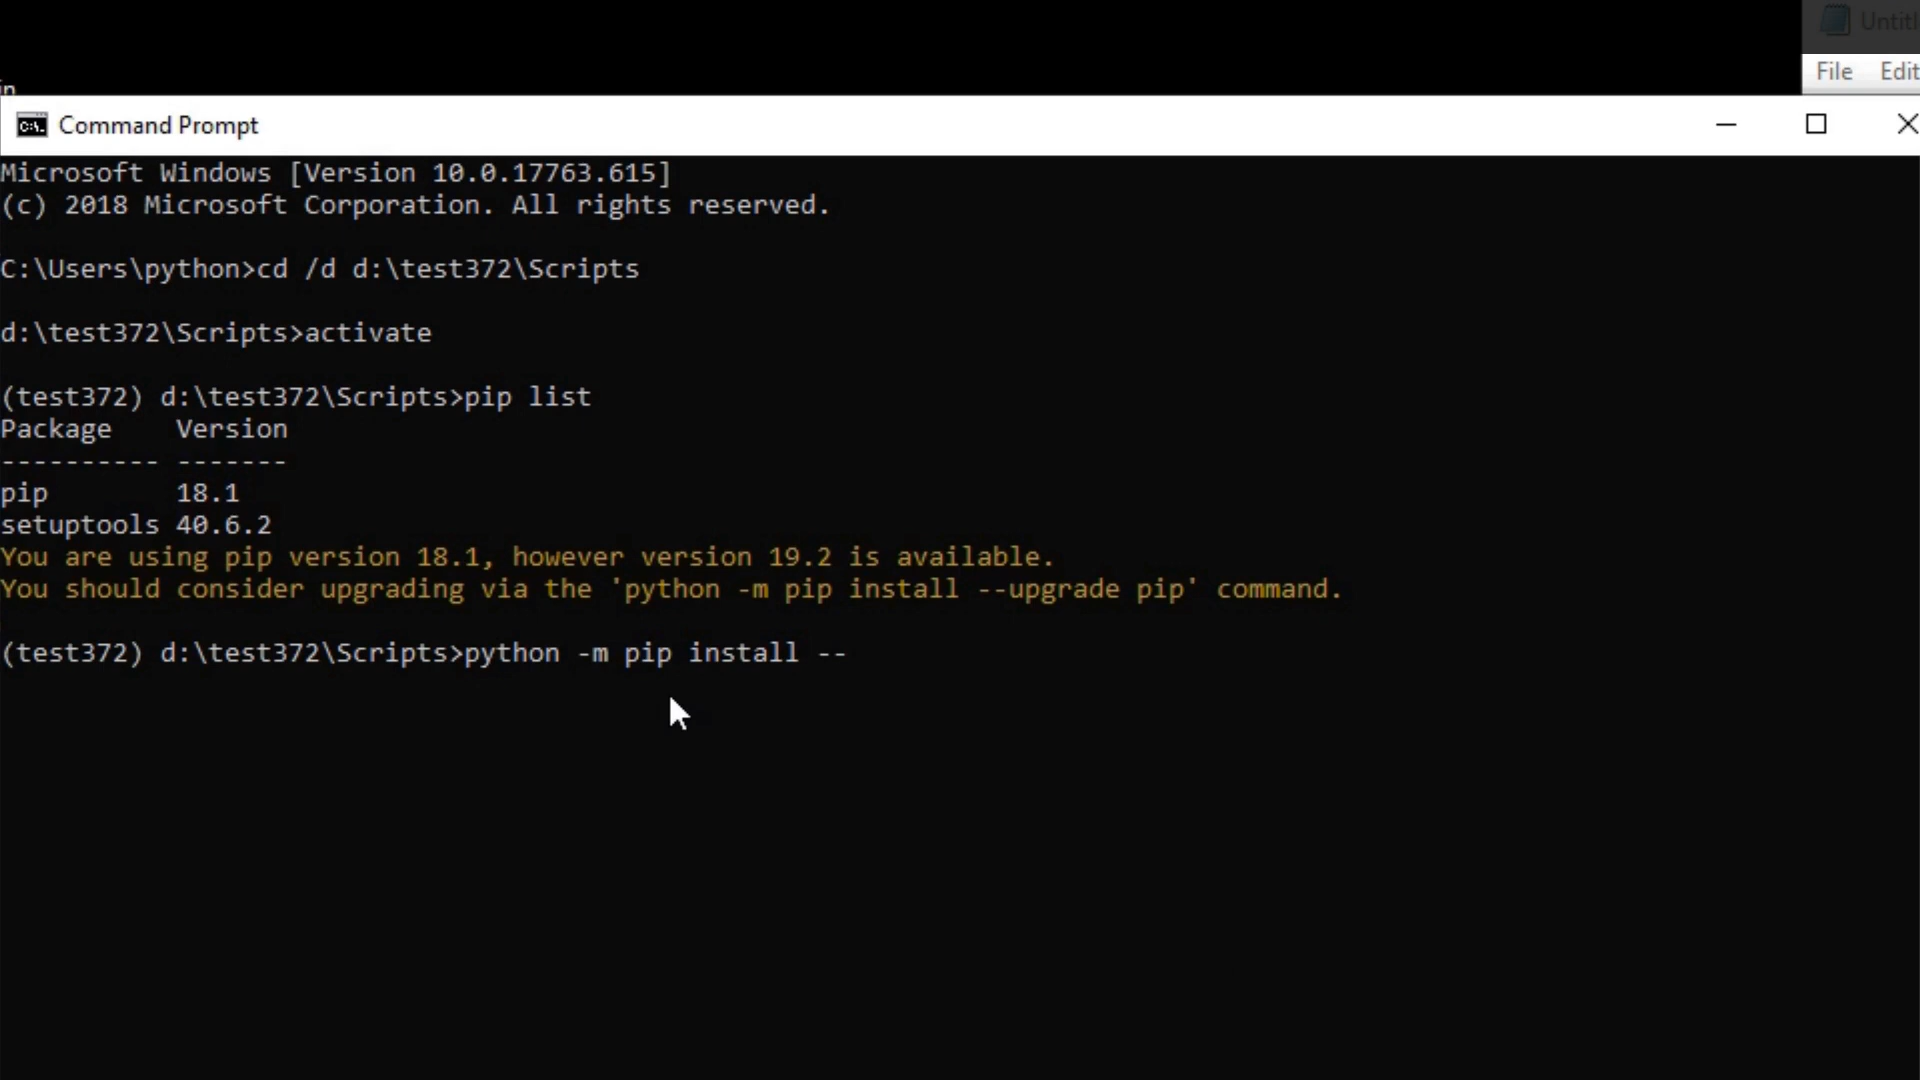 File Edit
in
Command Prompt
Microsoft Windows [Version 10.0.17763.615]
(c) 2018 Microsoft Corporation. All rights reserved.
C:\Users\python>cd /d d:\test372\Scripts
d:\test372\Scripts>activate
(test372) d:\test372\Scripts>pip list
Package    Version
---------- -------
pip        18.1
setuptools 40.6.2
You are using pip version 18.1, however version 19.2 is available.
You should consider upgrading via the 'python -m pip install --upgrade pip' command.
(test372) d:\test372\Scripts>python -m pip install --